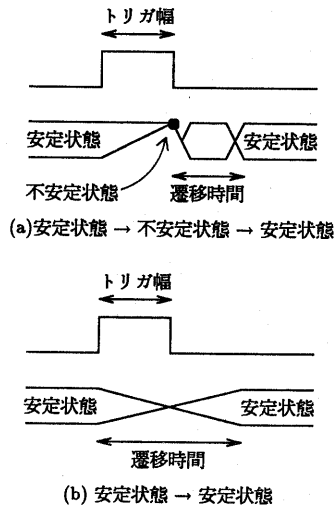 トリガ幅
安定状態
安定状態
不安定状態
遷移時間
(a)安定状態 → 不安定状態 → 安定状態
トリガ幅
安定状態
安定状態
遷移時間
(b) 安定状態 → 安定状態